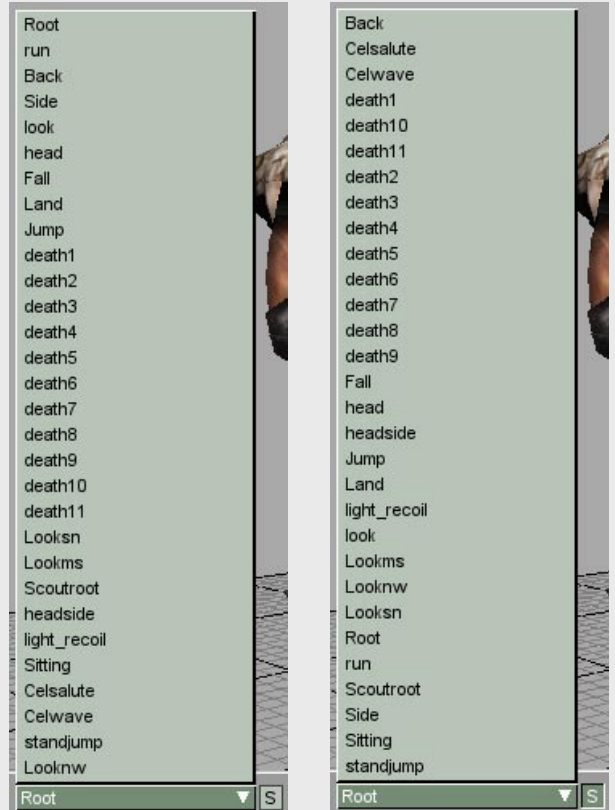 Root
run
Back
Side
look
head
Fall
Land
Jump
death1
death2
death3
death4
death5
death6
death7
death8
death9
death10
death11
Looksn
Lookms
Scoutroot
headside
light_recoil
Sitting
Celsalute
Celwave
standjump
Looknw
Root S
Back
Celsalute
Celwave
death1
death10
death11
death2
death3
death4
death5
death6
death7
death8
death9
Fall
head
headside
Jump
Land
light_recoil
look
Lookms
Looknw
Looksn
Root
run
Scoutroot
Side
Sitting
standjump
Root S